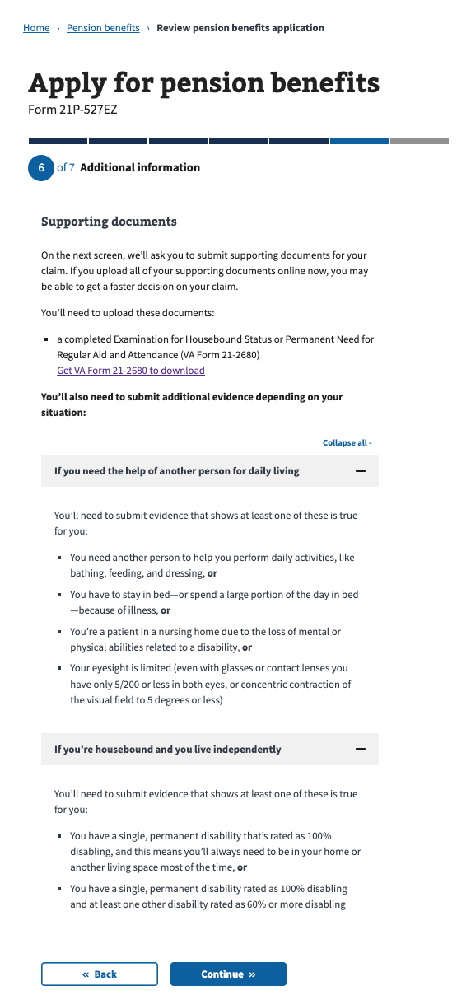 Home › Pension benefits › Review pension benefits application
Apply for pension benefits
Form 21P-527EZ
6 of 7 Additional information
Supporting documents
On the next screen, we’ll ask you to submit supporting documents for your
claim. If you upload all of your supporting documents online now, you may
be able to get a faster decision on your claim.
You'll need to upload these documents:
▪ a completed Examination for Housebound Status or Permanent Need for
Regular Aid and Attendance (VA Form 21-2680)
Get VA Form 21-2680 to download
You’ll also need to submit additional evidence depending on your
situation:
Collapse all -
If you need the help of another person for daily living
You’ll need to submit evidence that shows at least one of these is true
for you:
▪ You need another person to help you perform daily activities, like
bathing, feeding, and dressing, or
▪ You have to stay in bed—or spend a large portion of the day in bed
—because of illness, or
▪ You’re a patient in a nursing home due to the loss of mental or
physical abilities related to a disability, or
▪ Your eyesight is limited (even with glasses or contact lenses you
have only 5/200 or less in both eyes, or concentric contraction of
the visual field to 5 degrees or less)
If you’re housebound and you live independently
You’ll need to submit evidence that shows at least one of these is true
for you:
▪ You have a single, permanent disability that’s rated as 100%
disabling, and this means you’ll always need to be in your home or
another living space most of the time, or
▪ You have a single, permanent disability rated as 100% disabling
and at least one other disability rated as 60% or more disabling
« Back
Continue »